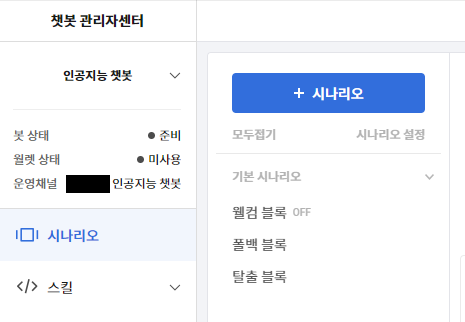 챗봇 관리자센터
인공지능 챗봇
봇 상태 준비
월렛 상태 미사용
운영채널 인공지능 챗봇
시나리오
</> 스킬
+ 시나리오
모두접기 시나리오 설정
기본 시나리오
웰컴 블록 OFF
폴백 블록
탈출 블록